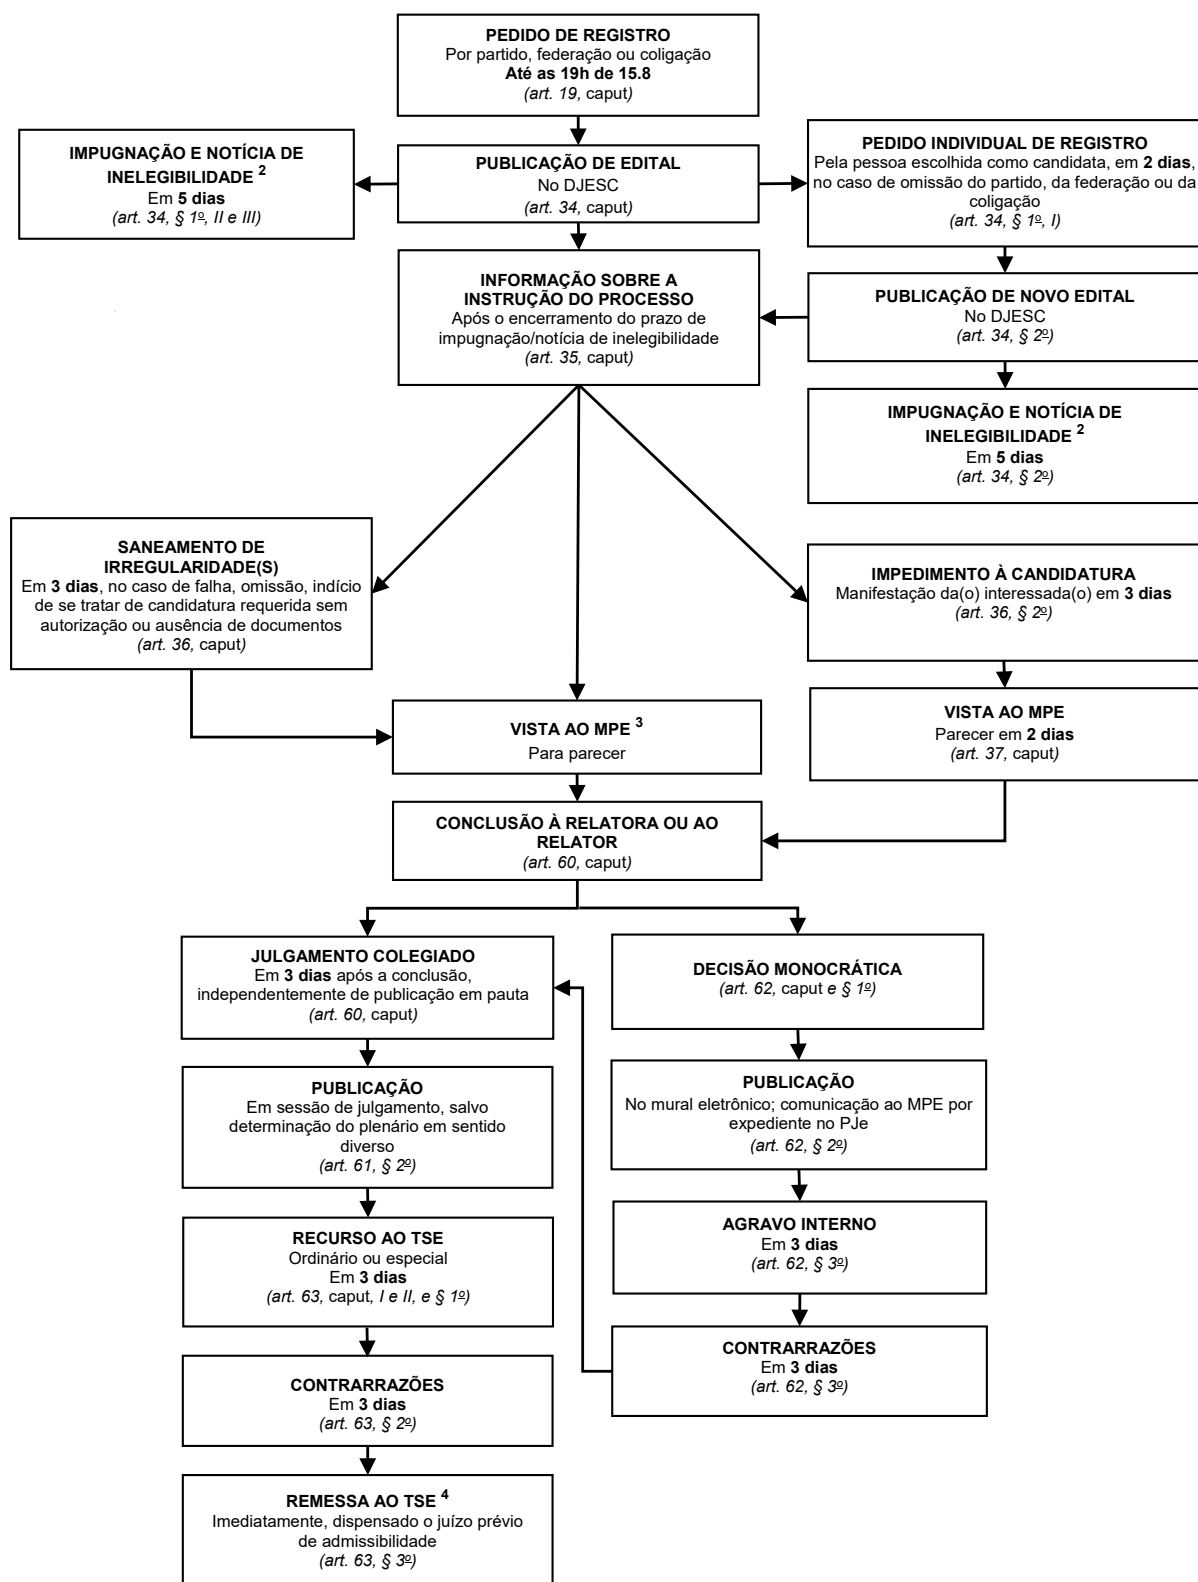 PEDIDO DE REGISTRO
Por partido, federação ou coligação
Até as 19h de 15.8
(art. 19, caput)
IMPUGNAÇÃO E NOTÍCIA DE
INELEGIBILIDADE 2
Em 5 dias
(art. 34, § 1º, II e III)
PUBLICAÇÃO DE EDITAL
No DJESC
(art. 34, caput)
PEDIDO INDIVIDUAL DE REGISTRO
Pela pessoa escolhida como candidata, em 2 dias,
no caso de omissão do partido, da federação ou da
coligação
(art. 34, § 1º, I)
INFORMAÇÃO SOBRE A
INSTRUÇÃO DO PROCESSO
Após o encerramento do prazo de
impugnação/notícia de inelegibilidade
(art. 35, caput)
PUBLICAÇÃO DE NOVO EDITAL
No DJESC
(art. 34, § 2º)
IMPUGNAÇÃO E NOTÍCIA DE
INELEGIBILIDADE 2
Em 5 dias
(art. 34, § 2º)
SANEAMENTO DE
IRREGULARIDADE(S)
Em 3 dias, no caso de falha, omissão, indício
de se tratar de candidatura requerida sem
autorização ou ausência de documentos
(art. 36, caput)
IMPEDIMENTO À CANDIDATURA
Manifestação da(o) interessada(o) em 3 dias
(art. 36, § 2º)
VISTA AO MPE 3
Para parecer
VISTA AO MPE
Parecer em 2 dias
(art. 37, caput)
CONCLUSÃO À RELATORA OU AO
RELATOR
(art. 60, caput)
JULGAMENTO COLEGIADO
Em 3 dias após a conclusão,
independentemente de publicação em pauta
(art. 60, caput)
DECISÃO MONOCRÁTICA
(art. 62, caput e § 1º)
PUBLICAÇÃO
Em sessão de julgamento, salvo
determinação do plenário em sentido
diverso
(art. 61, § 2º)
PUBLICAÇÃO
No mural eletrônico; comunicação ao MPE por
expediente no PJe
(art. 62, § 2º)
RECURSO AO TSE
Ordinário ou especial
Em 3 dias
(art. 63, caput, I e II, e § 1º)
AGRAVO INTERNO
Em 3 dias
(art. 62, § 3º)
CONTRARRAZÕES
Em 3 dias
(art. 63, § 2º)
CONTRARRAZÕES
Em 3 dias
(art. 62, § 3º)
REMESSA AO TSE 4
Imediatamente, dispensado o juízo prévio
de admissibilidade
(art. 63, § 3º)